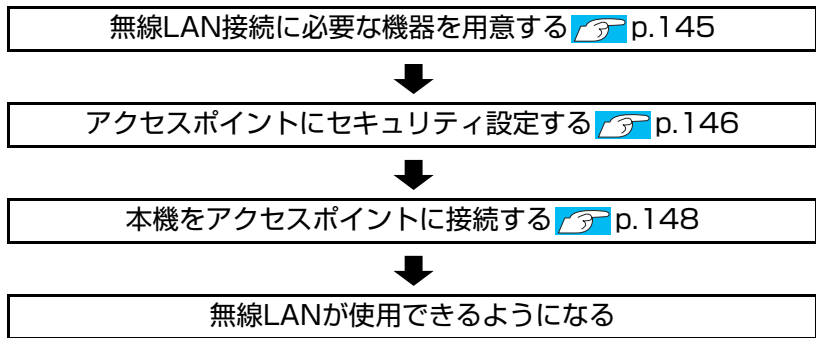 無線LAN接続に必要な機器を用意する p.145
アクセスポイントにセキュリティ設定する p.146
本機をアクセスポイントに接続する p.148
無線LANが使用できるようになる